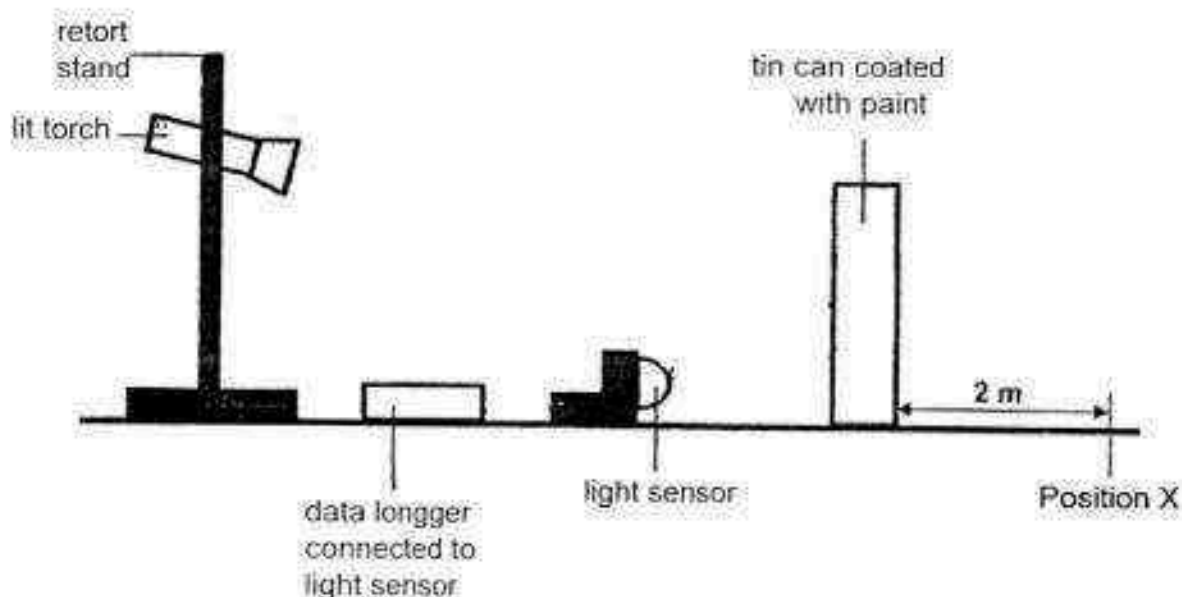 retort
stand
lit torch
tin can coated
with paint
2 m
light sensor
Position X
data longger
connected to
light sensor